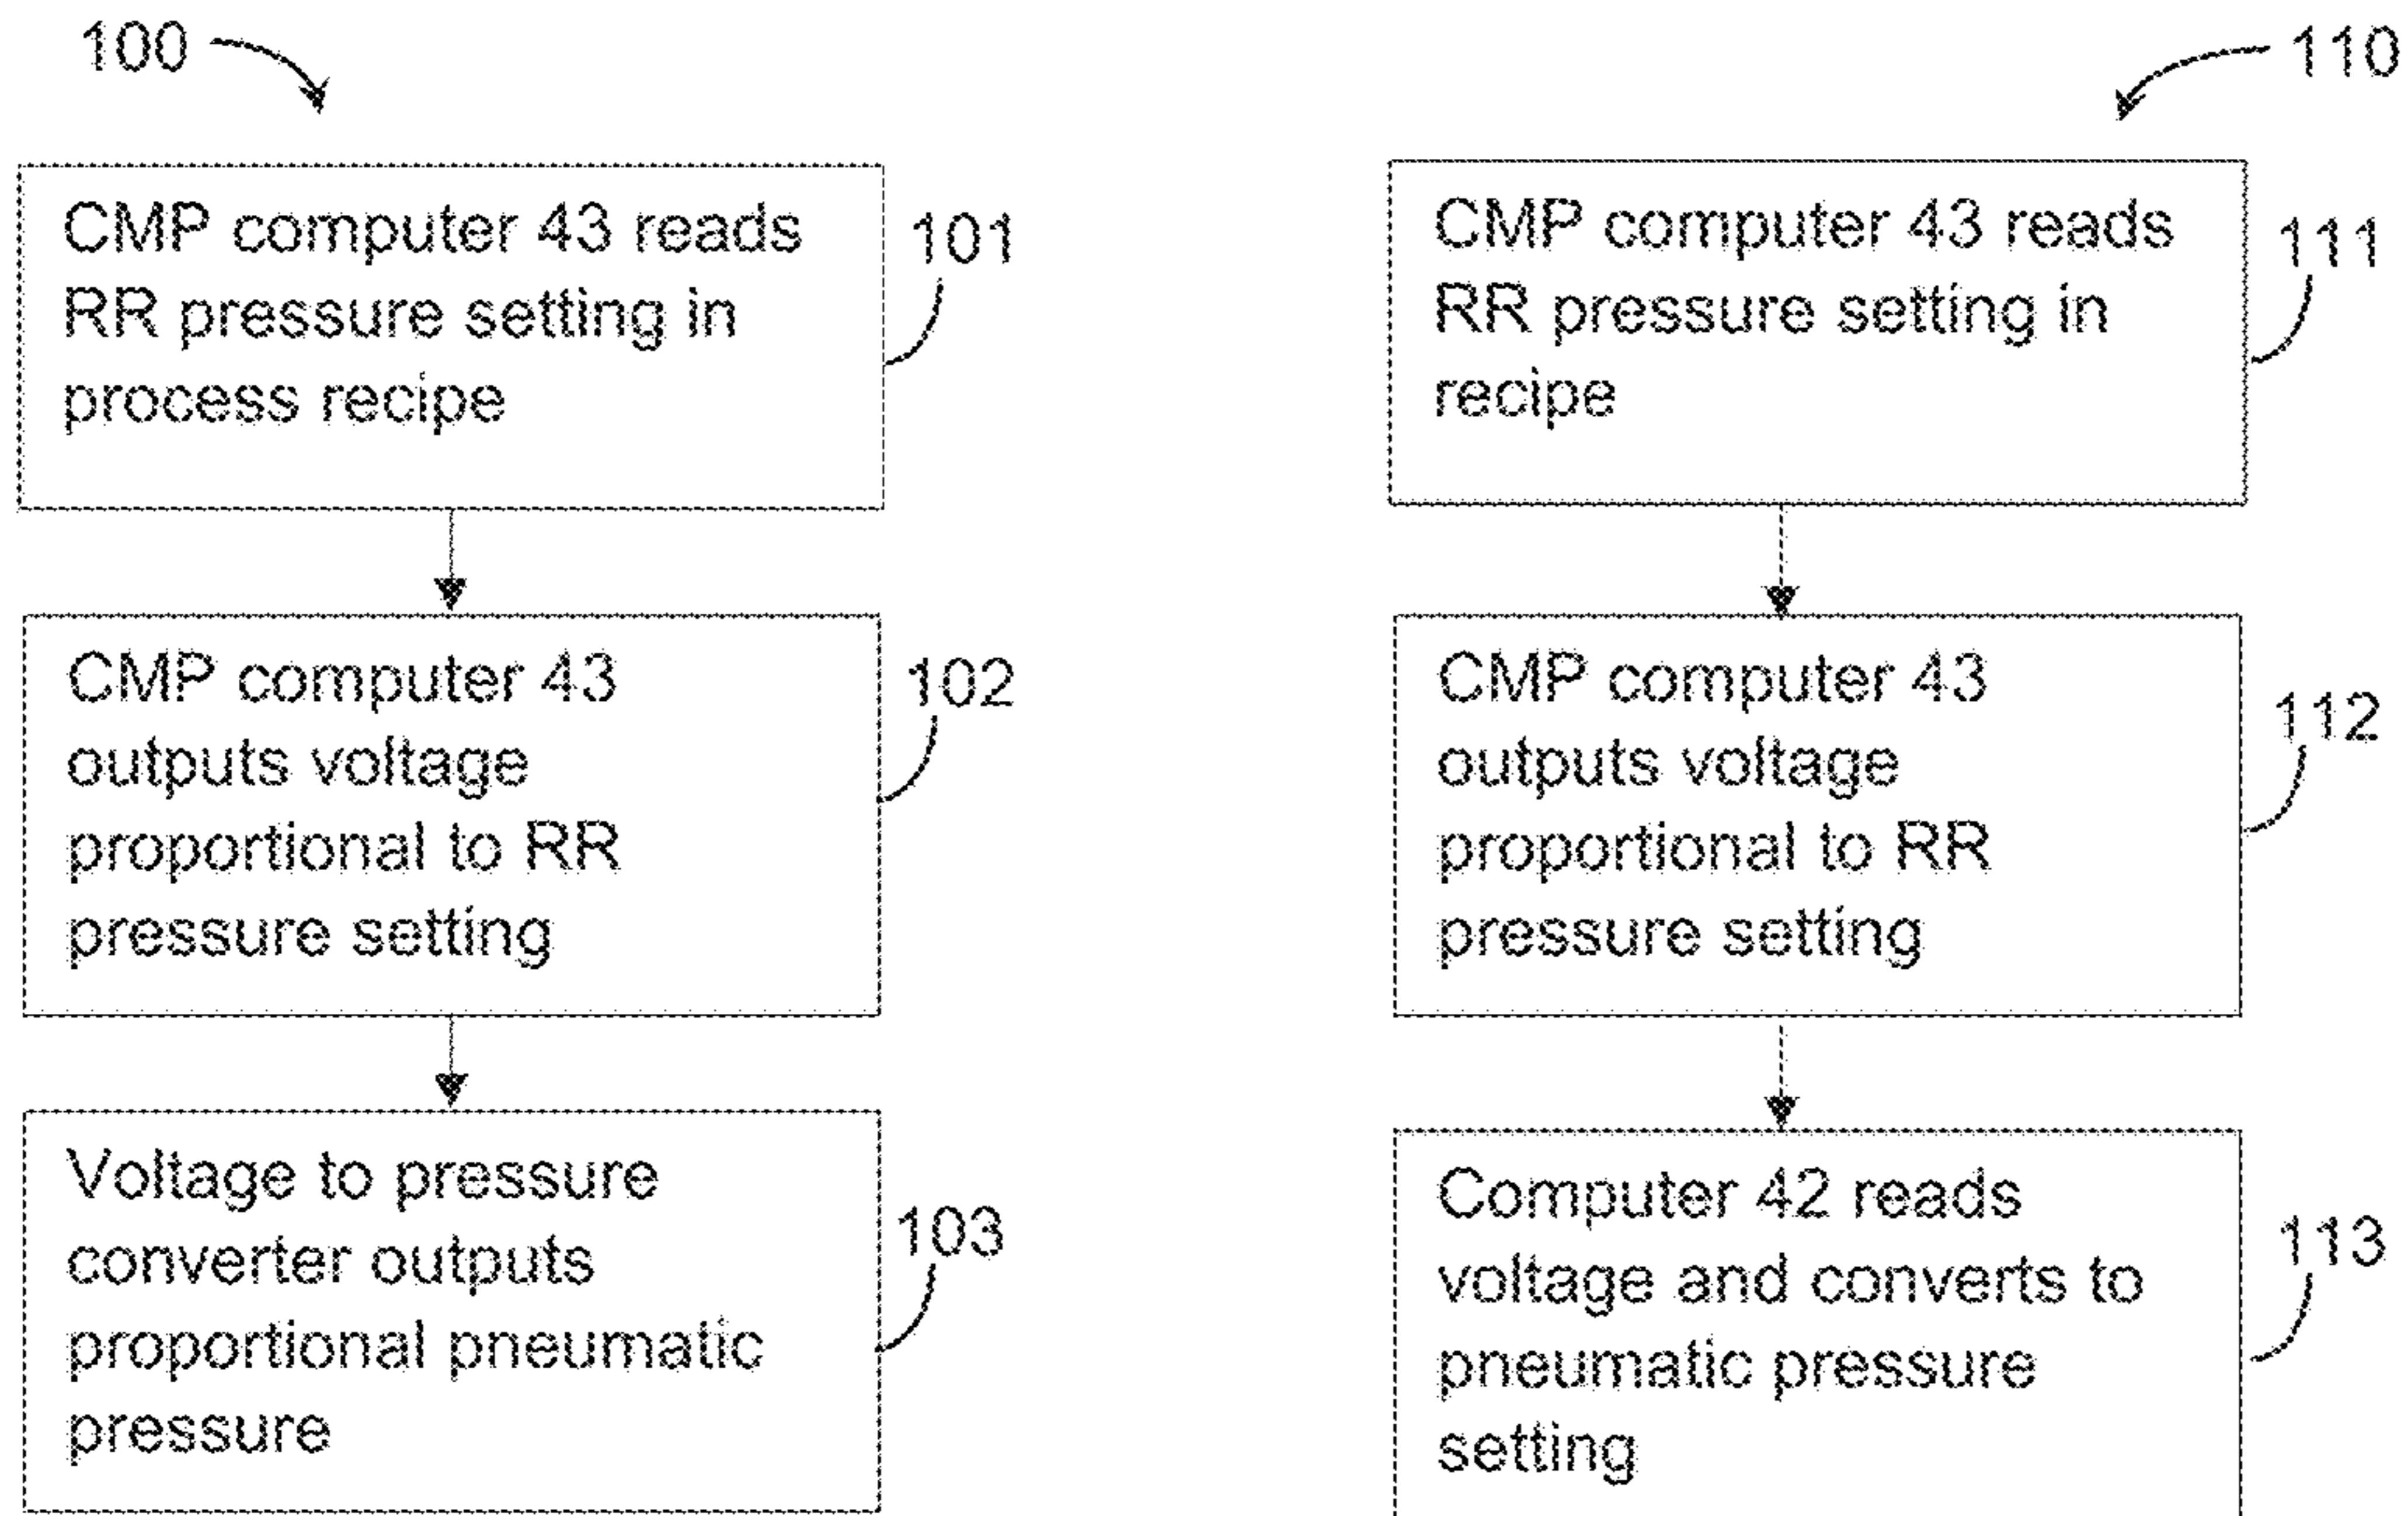 100
CMP computer 43 reads
RR pressure setting in
process recipe
101
CMP computer 43
outputs voltage
proportional to RR
pressure setting
102
Voltage to pressure
converter outputs
proportional pneumatic
pressure
103
110
CMP computer 43 reads
RR pressure setting in
recipe
111
CMP computer 43
outputs voltage
proportional to RR
pressure setting
112
Computer 42 reads
voltage and converts to
pneumatic pressure
setting
113